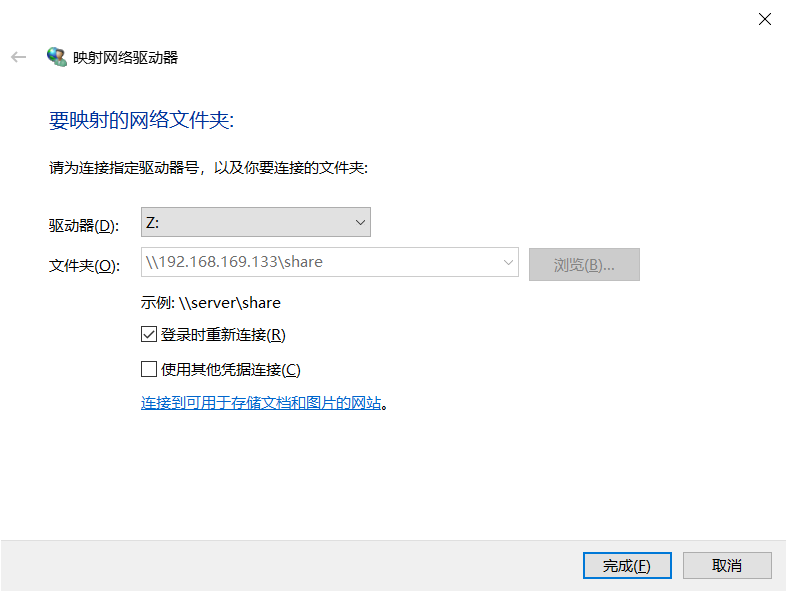 映射网络驱动器
要映射的网络文件夹:
请为连接指定驱动器号，以及你要连接的文件夹:
驱动器(D): Z:
文件夹(O): \\192.168.169.133\share 浏览(B)...
示例: \\server\share
登录时重新连接(R)
使用其他凭据连接(C)
连接到可用于存储文档和图片的网站。
完成(F) 取消